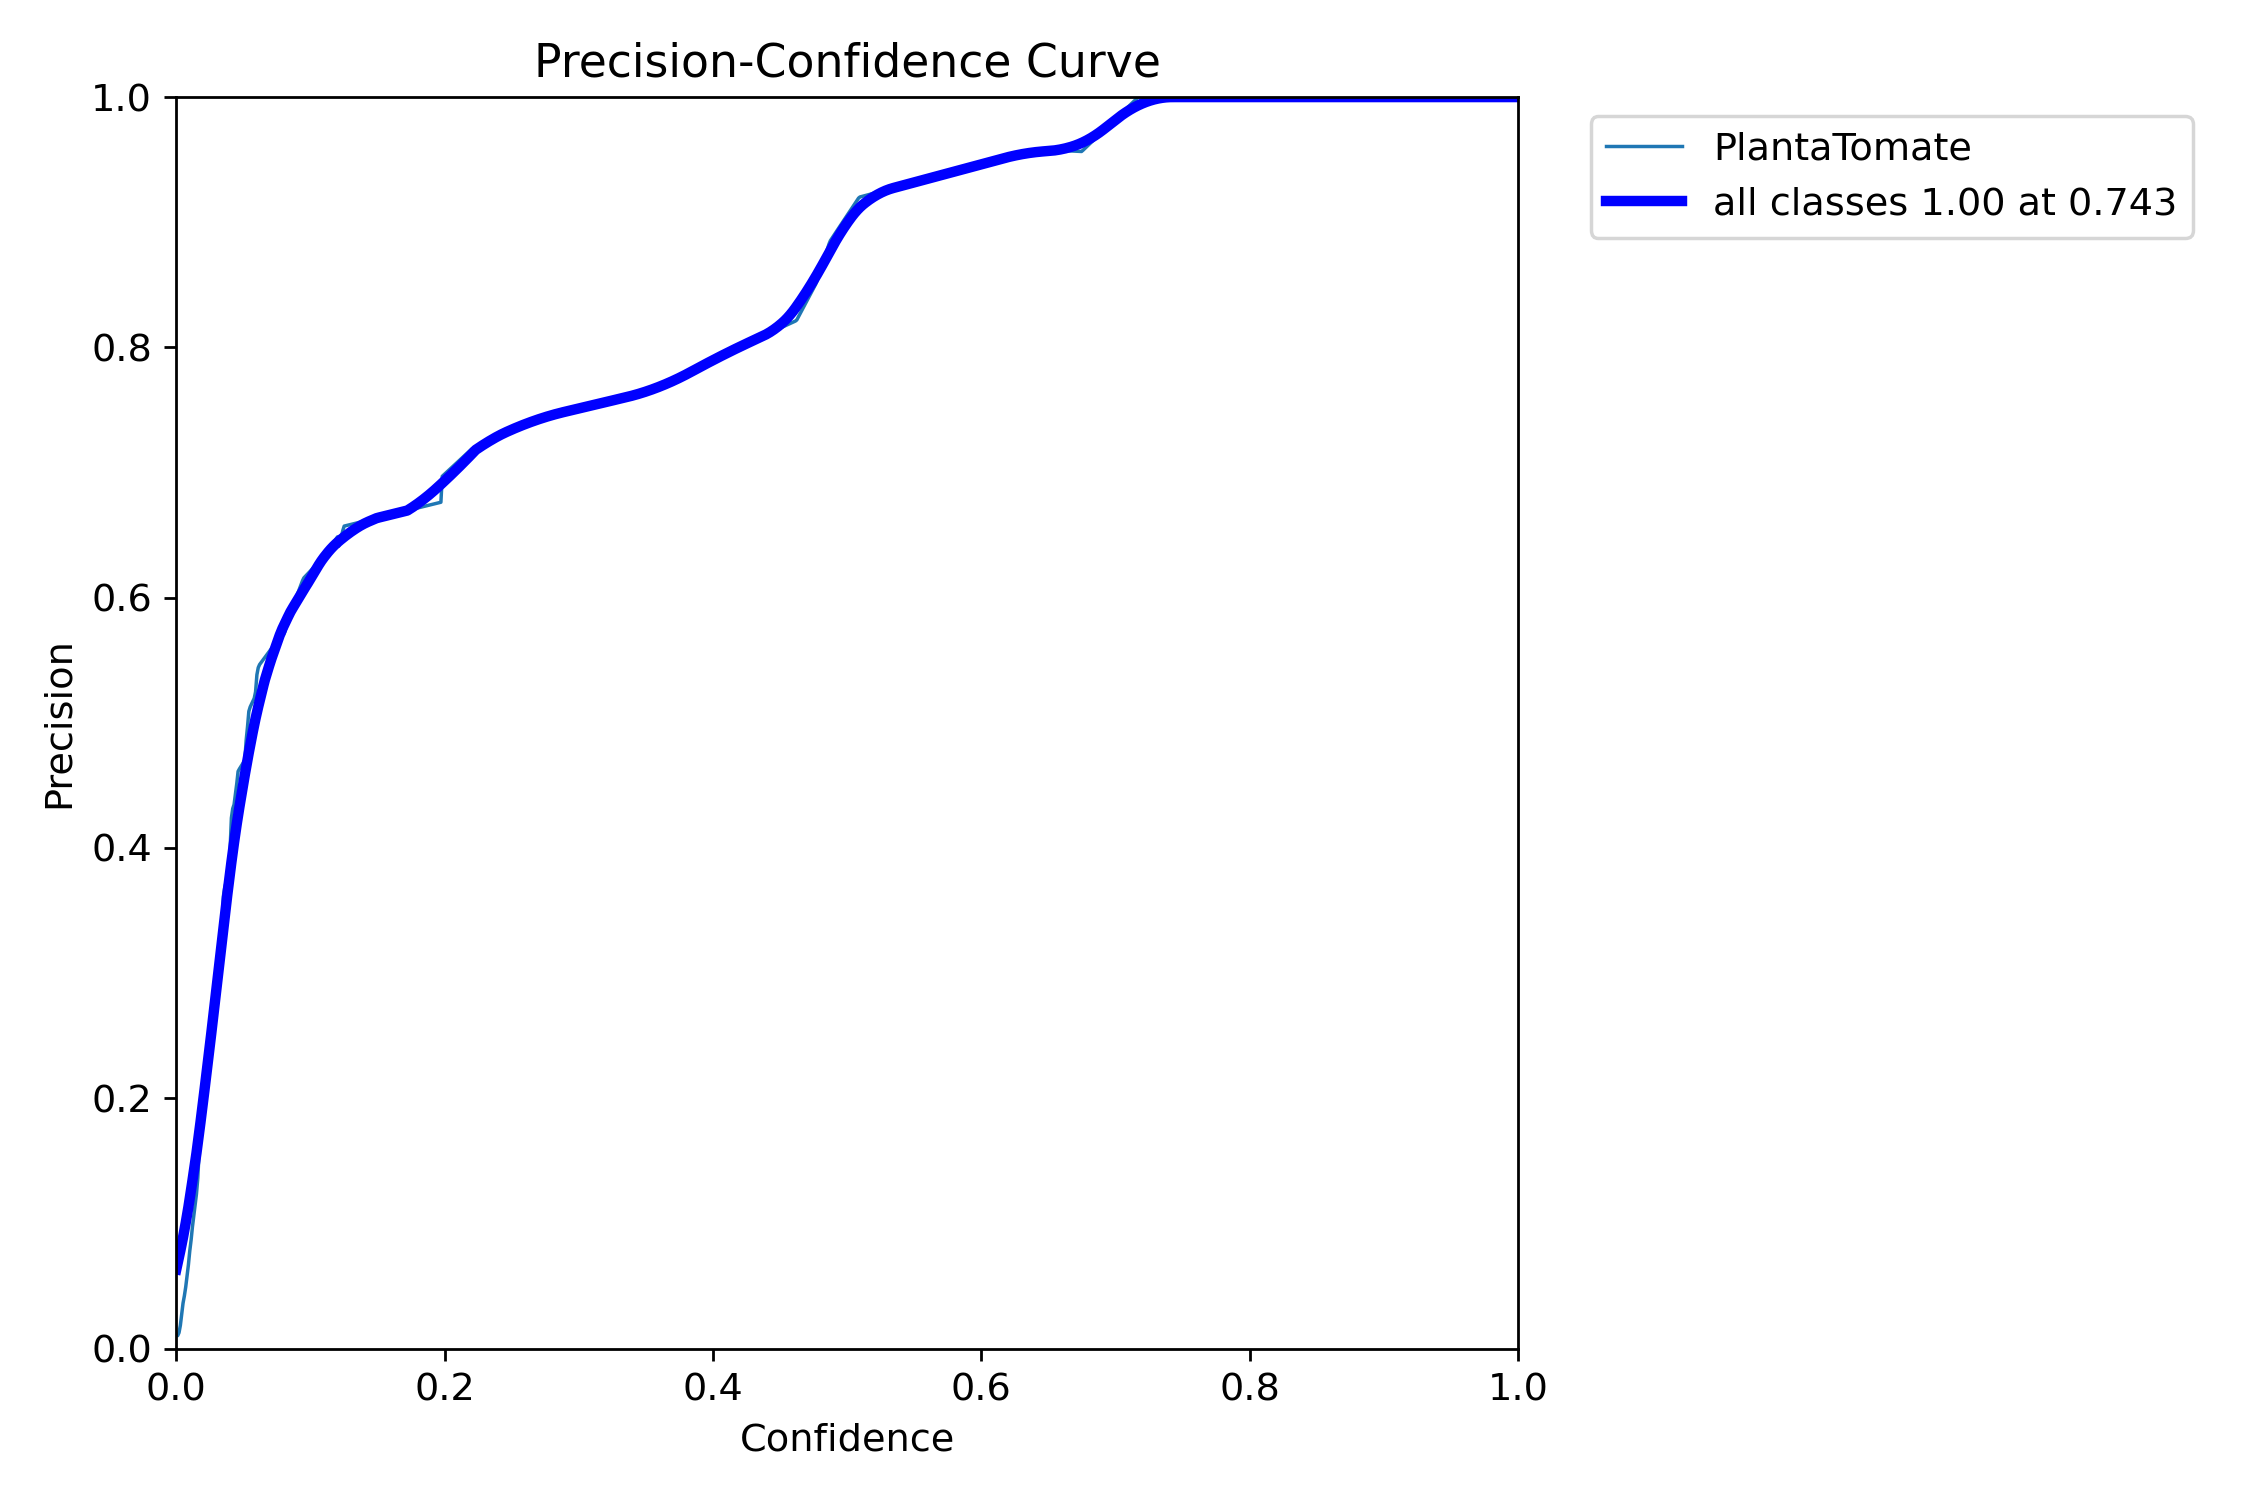 Precision-Confidence Curve
1.0
0.8
0.6
0.4
0.2
0.0
Precision
0.0 0.2 0.4 0.6 0.8 1.0
Confidence
PlantaTomate
all classes 1.00 at 0.743